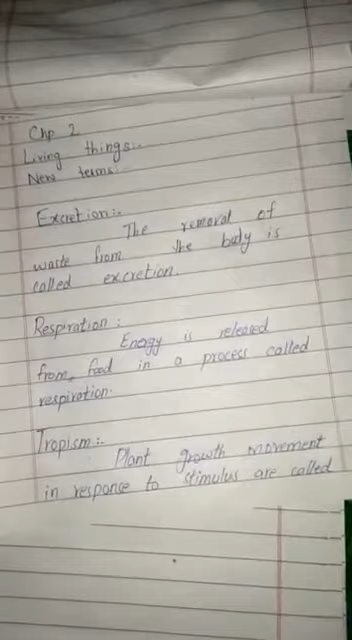 Chp 2
Living things:.
New terms:.
Excretion:.
The removal of
waste from the body is
called excretion.
Respiration:
Energy is released
from food in a process called
respiration.
Tropism:.
Plant growth movement
in responce to stimulus are called